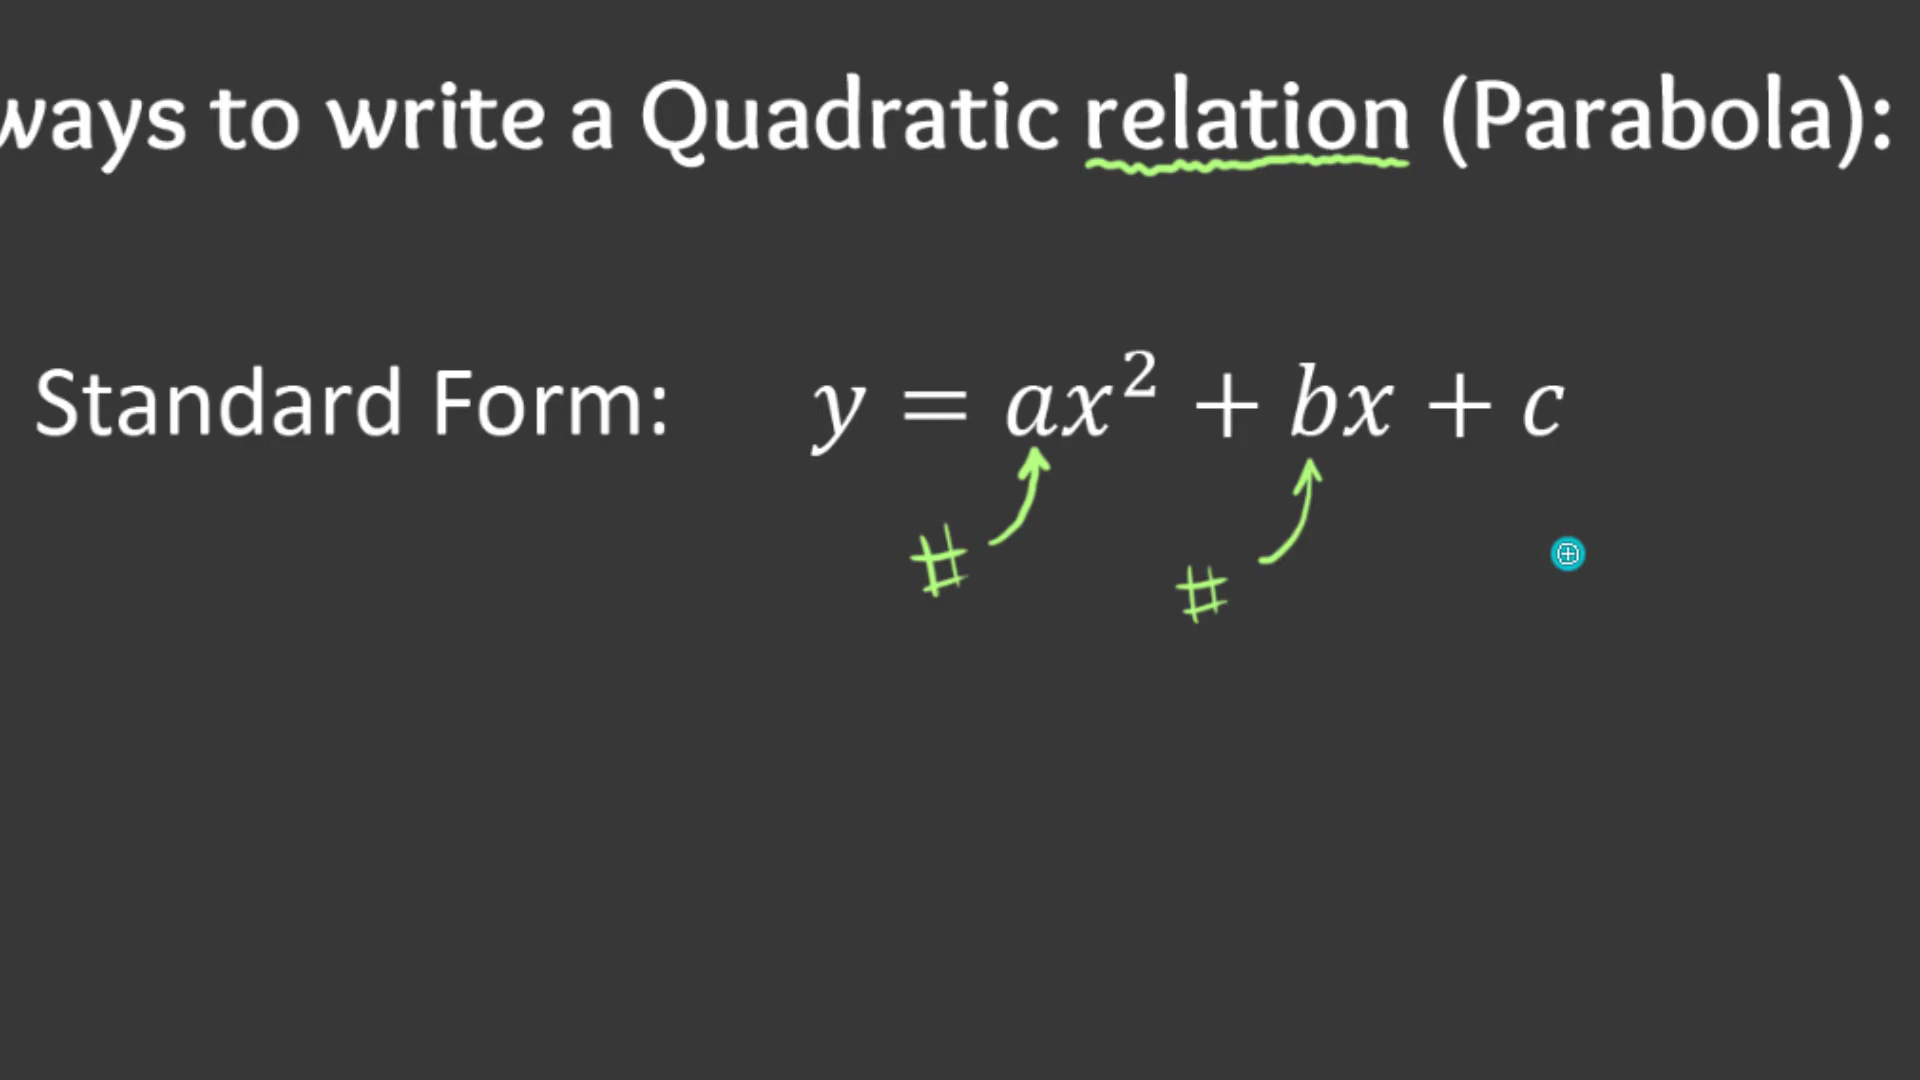 ways to write a Quadratic relation (Parabola):
Standard Form: y = ax² + bx + c
# #